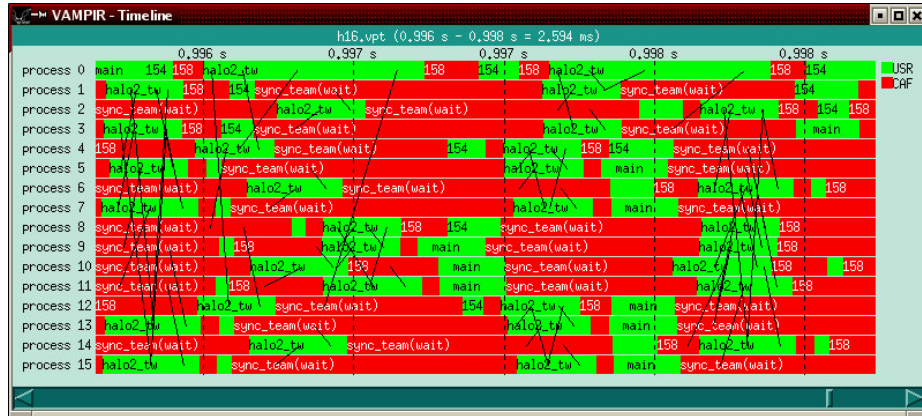 VAMPIR - Timeline
h16.vpt (0.996 s - 0.998 s = 2.594 ms)
0.996 s 0.997 s 0.997 s 0.998 s 0.998 s
process 0 main 154 158 halo2_tw 158 154 158 halo2_tw 158 154 USR
process 1 halo2_tw 158 154 sync_team(wait) halo2_tw sync_team(wait) 154 CAF
process 2 sync_team(wait) halo2_tw sync_team(wait) halo2_tw 158 154 158
process 3 halo2_tw 158 154 sync_team(wait) halo2_tw sync_team(wait) main
process 4 158 halo2_tw sync_team(wait) 154 halo2_tw 158 154 sync_team(wait)
process 5 halo2_tw sync_team(wait) halo2_tw main sync_team(wait)
process 6 sync_team(wait) halo2_tw sync_team(wait) 158 halo2_tw 158
process 7 halo2_tw sync_team(wait) halo2_tw main sync_team(wait)
process 8 sync_team(wait) halo2_tw 158 154 sync_team(wait) halo2_tw 158
process 9 sync_team(wait) 158 halo2_tw main sync_team(wait) halo2_tw 158
process 10 sync_team(wait) halo2_tw 158 main sync_team(wait) halo2_tw 158 158
process 11 sync_team(wait) 158 halo2_tw main sync_team(wait) halo2_tw 158
process 12 158 halo2_tw sync_team(wait) 154 halo2_tw 158 main sync_team(wait)
process 13 halo2_tw sync_team(wait) halo2_tw main sync_team(wait)
process 14 sync_team(wait) halo2_tw sync_team(wait) 158 halo2_tw 158
process 15 halo2_tw sync_team(wait) halo2_tw main sync_team(wait)